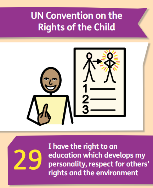 UN Convention on the
Rights of the Child
1
2
3
29
I have the right to an
education which develops my
personality, respect for others'
rights and the environment